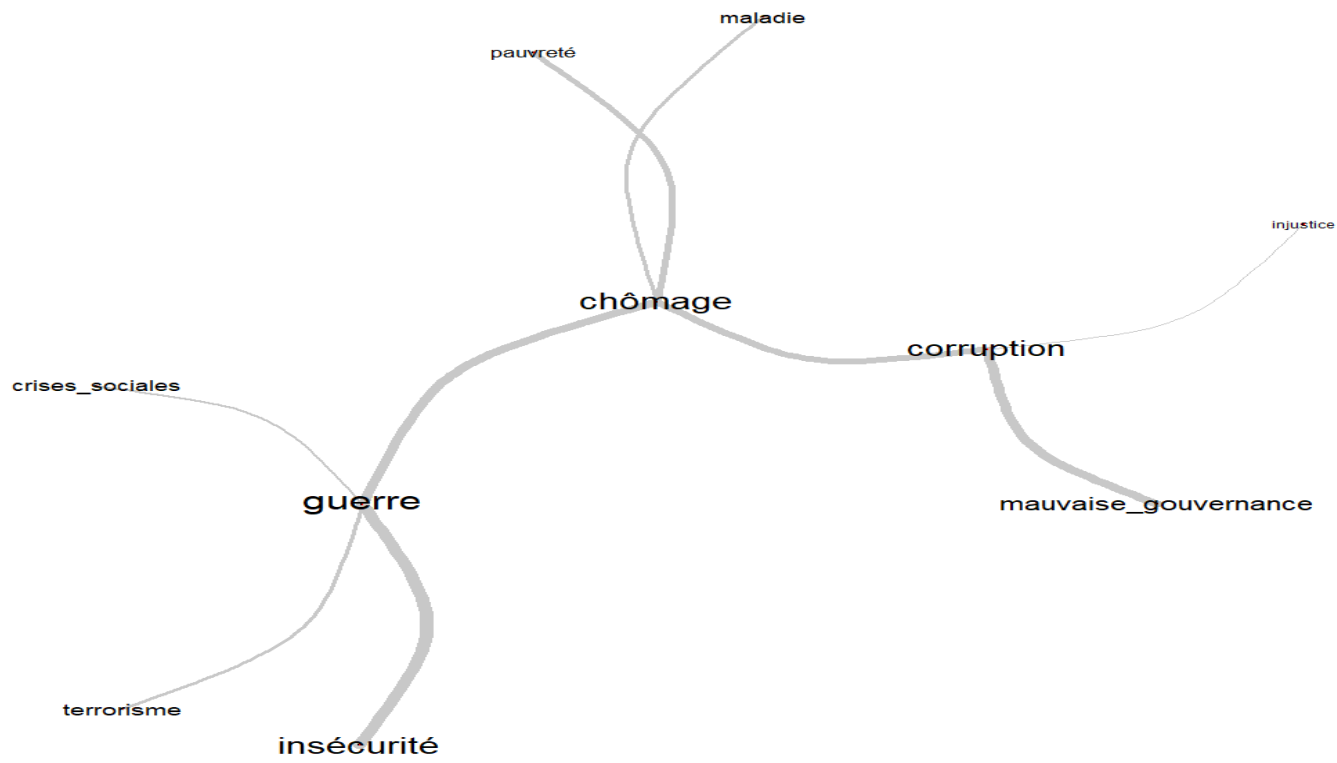 maladie
pauvreté
injustice
chômage
corruption
crises_sociales
guerre
mauvaise_gouvernance
terrorisme
insécurité